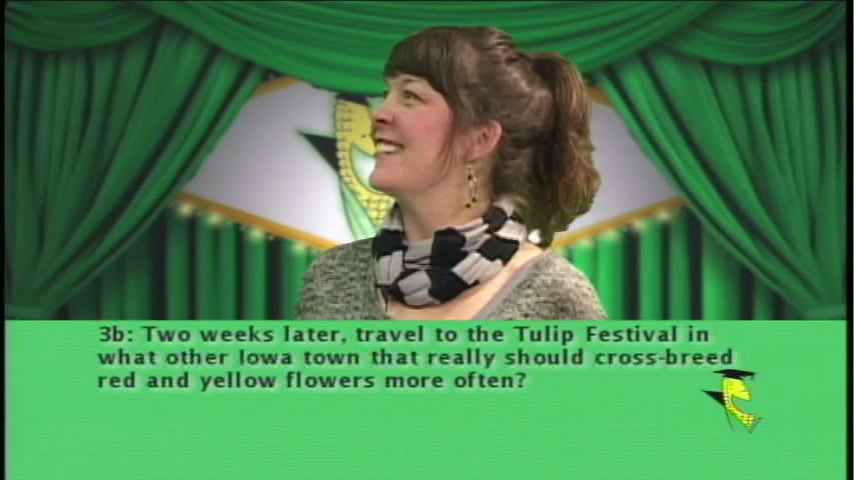 3b: Two weeks later, travel to the Tulip Festival in
what other Iowa town that really should cross-breed
red and yellow flowers more often?